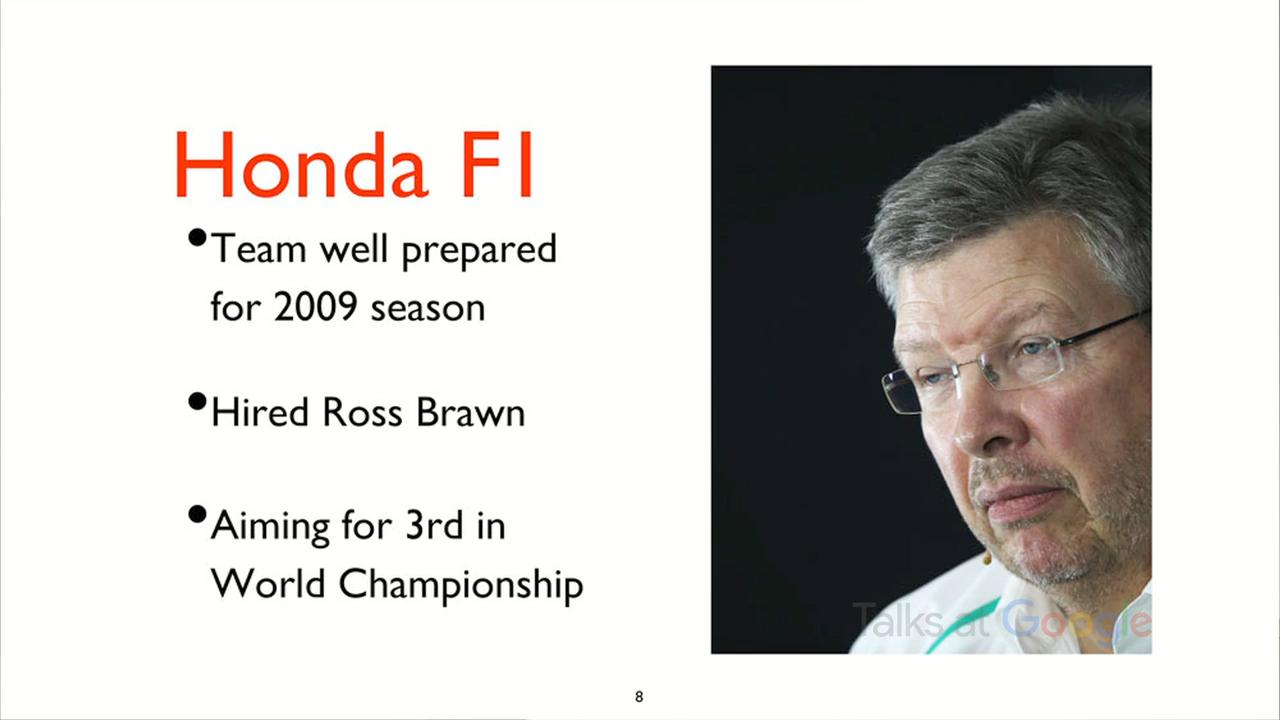 Honda F1
•Team well prepared
for 2009 season
•Hired Ross Brawn
•Aiming for 3rd in
World Championship
Talks at Google
8